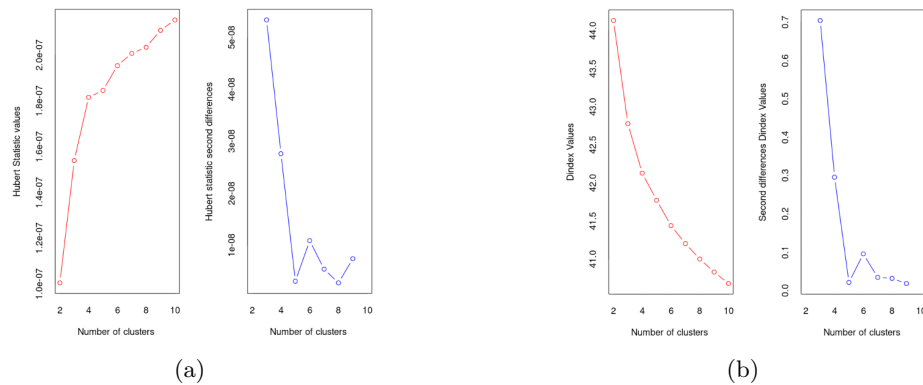 Hubert Statistic values
1.0e-07 1.2e-07 1.4e-07 1.6e-07 1.8e-07 2.0e-07
2 4 6 8 10
Number of clusters
Hubert statistic second differences
1e-08 2e-08 3e-08 4e-08 5e-08
2 4 6 8 10
Number of clusters
(a)
Dindex Values
41.0 41.5 42.0 42.5 43.0 43.5 44.0
2 4 6 8 10
Number of clusters
Second differences Dindex Values
0.0 0.1 0.2 0.3 0.4 0.5 0.6 0.7
2 4 6 8 10
Number of clusters
(b)